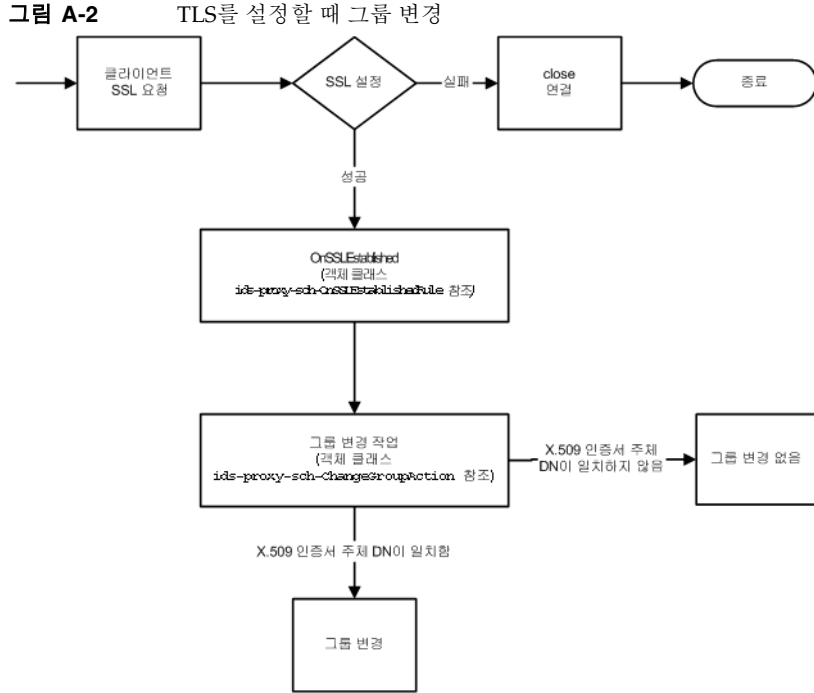 그림 A-2 TLS를 설정할 때 그룹 변경
클라이언트
SSL 요청
SSL 설정
실패
close
연결
종료
성공
OnSSLEstablished
(객체 클래스
ids-proxy-sch-OnSSLEstablishedRule 참조)
그룹 변경 작업
(객체 클래스
ids-proxy-sch-ChangeGroupAction 참조)
X.509 인증서 주체
DN이 일치하지 않음
그룹 변경 없음
X.509 인증서 주체 DN이 일치함
그룹 변경